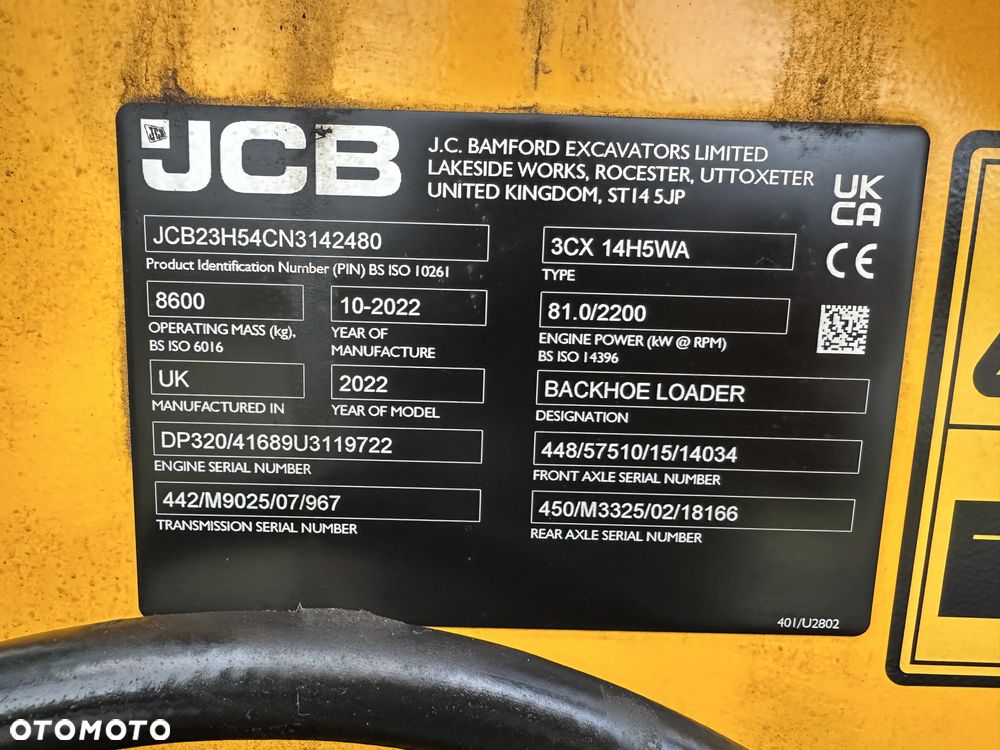 JCB
J.C. BAMFORD EXCAVATORS LIMITED
LAKESIDE WORKS, ROCESTER, UTTOXETER
UNITED KINGDOM, ST14 5JP
UK
CA
CE
JCB23H54CN3142480
Product Identification Number (PIN) BS ISO 10261
3CX 14H5WA
TYPE
8600
OPERATING MASS (kg),
BS ISO 6016
10-2022
YEAR OF
MANUFACTURE
81.0/2200
ENGINE POWER (kW @ RPM)
BS ISO 14396
UK
MANUFACTURED IN
2022
YEAR OF MODEL
BACKHOE LOADER
DESIGNATION
DP320/41689U3119722
ENGINE SERIAL NUMBER
448/57510/15/14034
FRONT AXLE SERIAL NUMBER
442/M9025/07/967
TRANSMISSION SERIAL NUMBER
450/M3325/02/18166
REAR AXLE SERIAL NUMBER
401/U2802
OTOMOTO